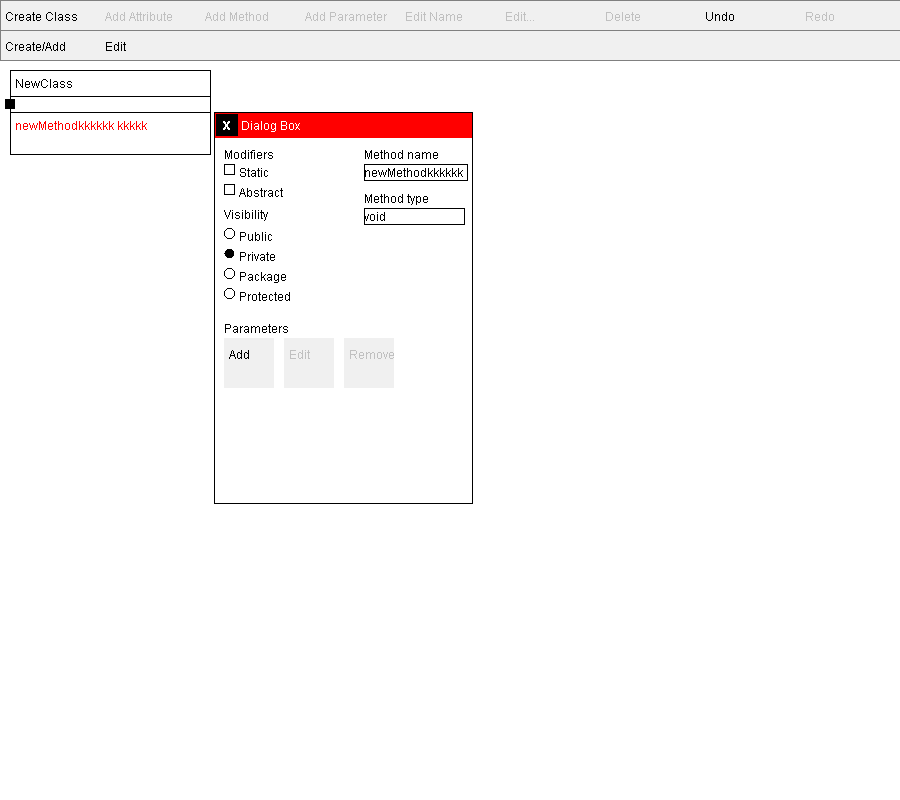 Create Class Add Attribute Add Method Add Parameter Edit Name Edit... Delete Undo Redo
Create/Add Edit
NewClass
newMethodkkkkkk kkkkk
X Dialog Box
Modifiers
Static
Abstract
Visibility
Public
Private
Package
Protected
Method name
newMethodkkkkkk
Method type
void
Parameters
Add Edit Remove